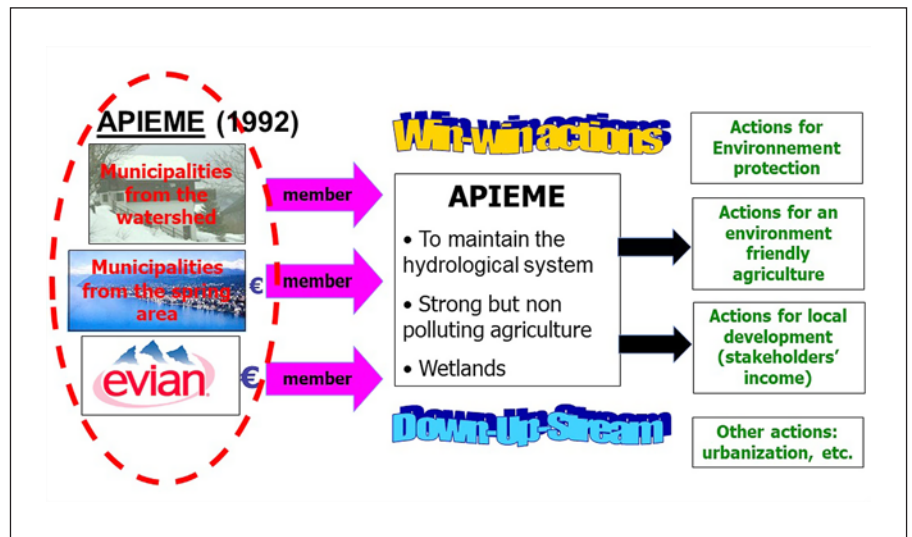 APIEME (1992)
Municipalities
from the
watershed
Municipalities
from the spring
area
€
evian
€
member
member
member
Win-win actions
APIEME
• To maintain the
hydrological system
• Strong but non
polluting agriculture
• Wetlands
Down-Up-Stream
Actions for
Environnement
protection
Actions for an
environment
friendly
agriculture
Actions for local
development
(stakeholders'
income)
Other actions:
urbanization, etc.